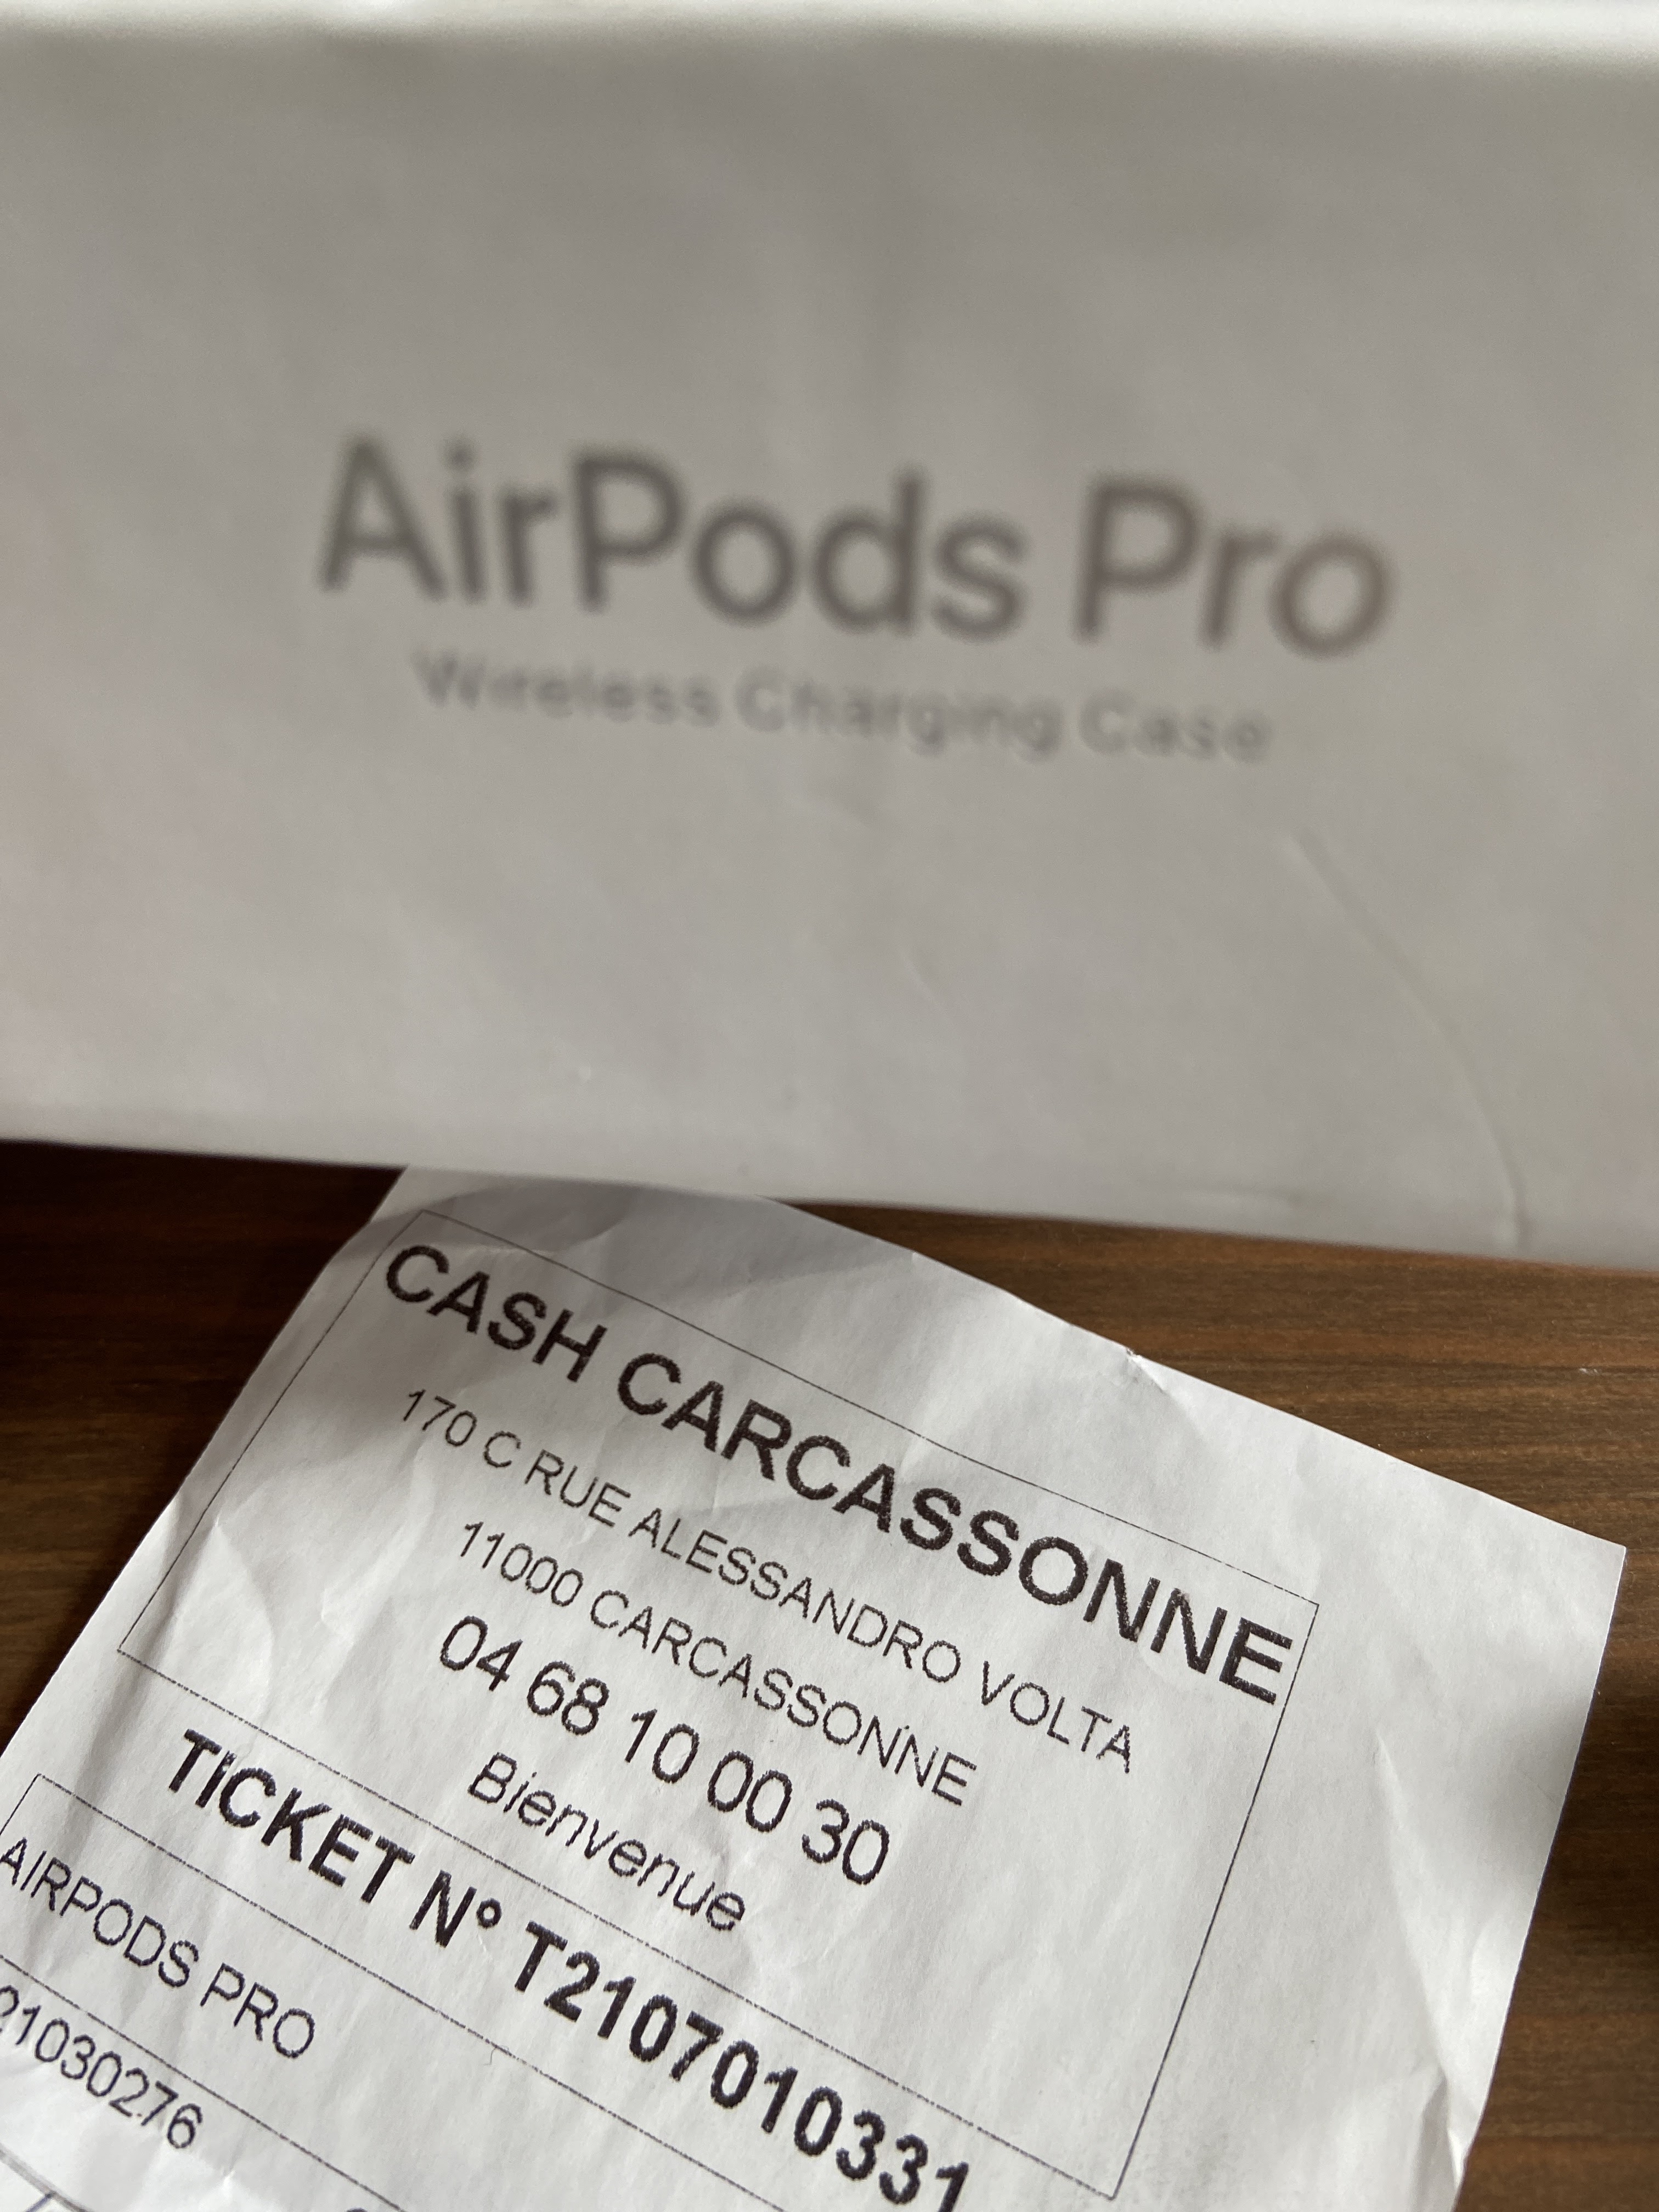 AirPods Pro
Wireless Charging Case
CASH CARCASSONNE
170 C RUE ALESSANDRO VOLTA
11000 CARCASSONNE
04 68 10 00 30
Bienvenue
TICKET N° T2107010331
AIRPODS PRO
21030276